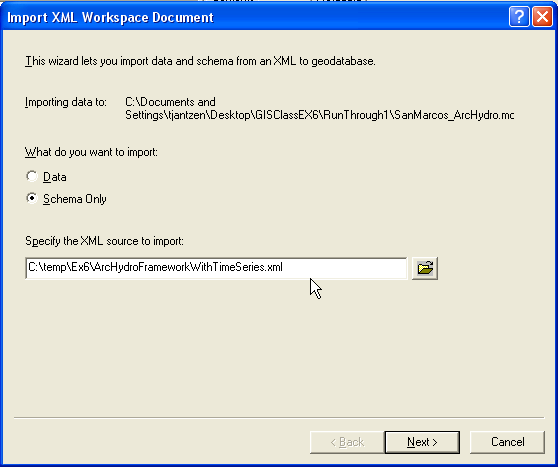 Import XML Workspace Document
This wizard lets you import data and schema from an XML to geodatabase.
Importing data to: C:\Documents and
Settings\tjantzen\Desktop\GISClassEX6\RunThrough1\SanMarcos_ArcHydro.mc
What do you want to import:
Data
Schema Only
Specify the XML source to import:
C:\temp\Ex6\ArcHydroFrameworkWithTimeSeries.xml
< Back Next > Cancel